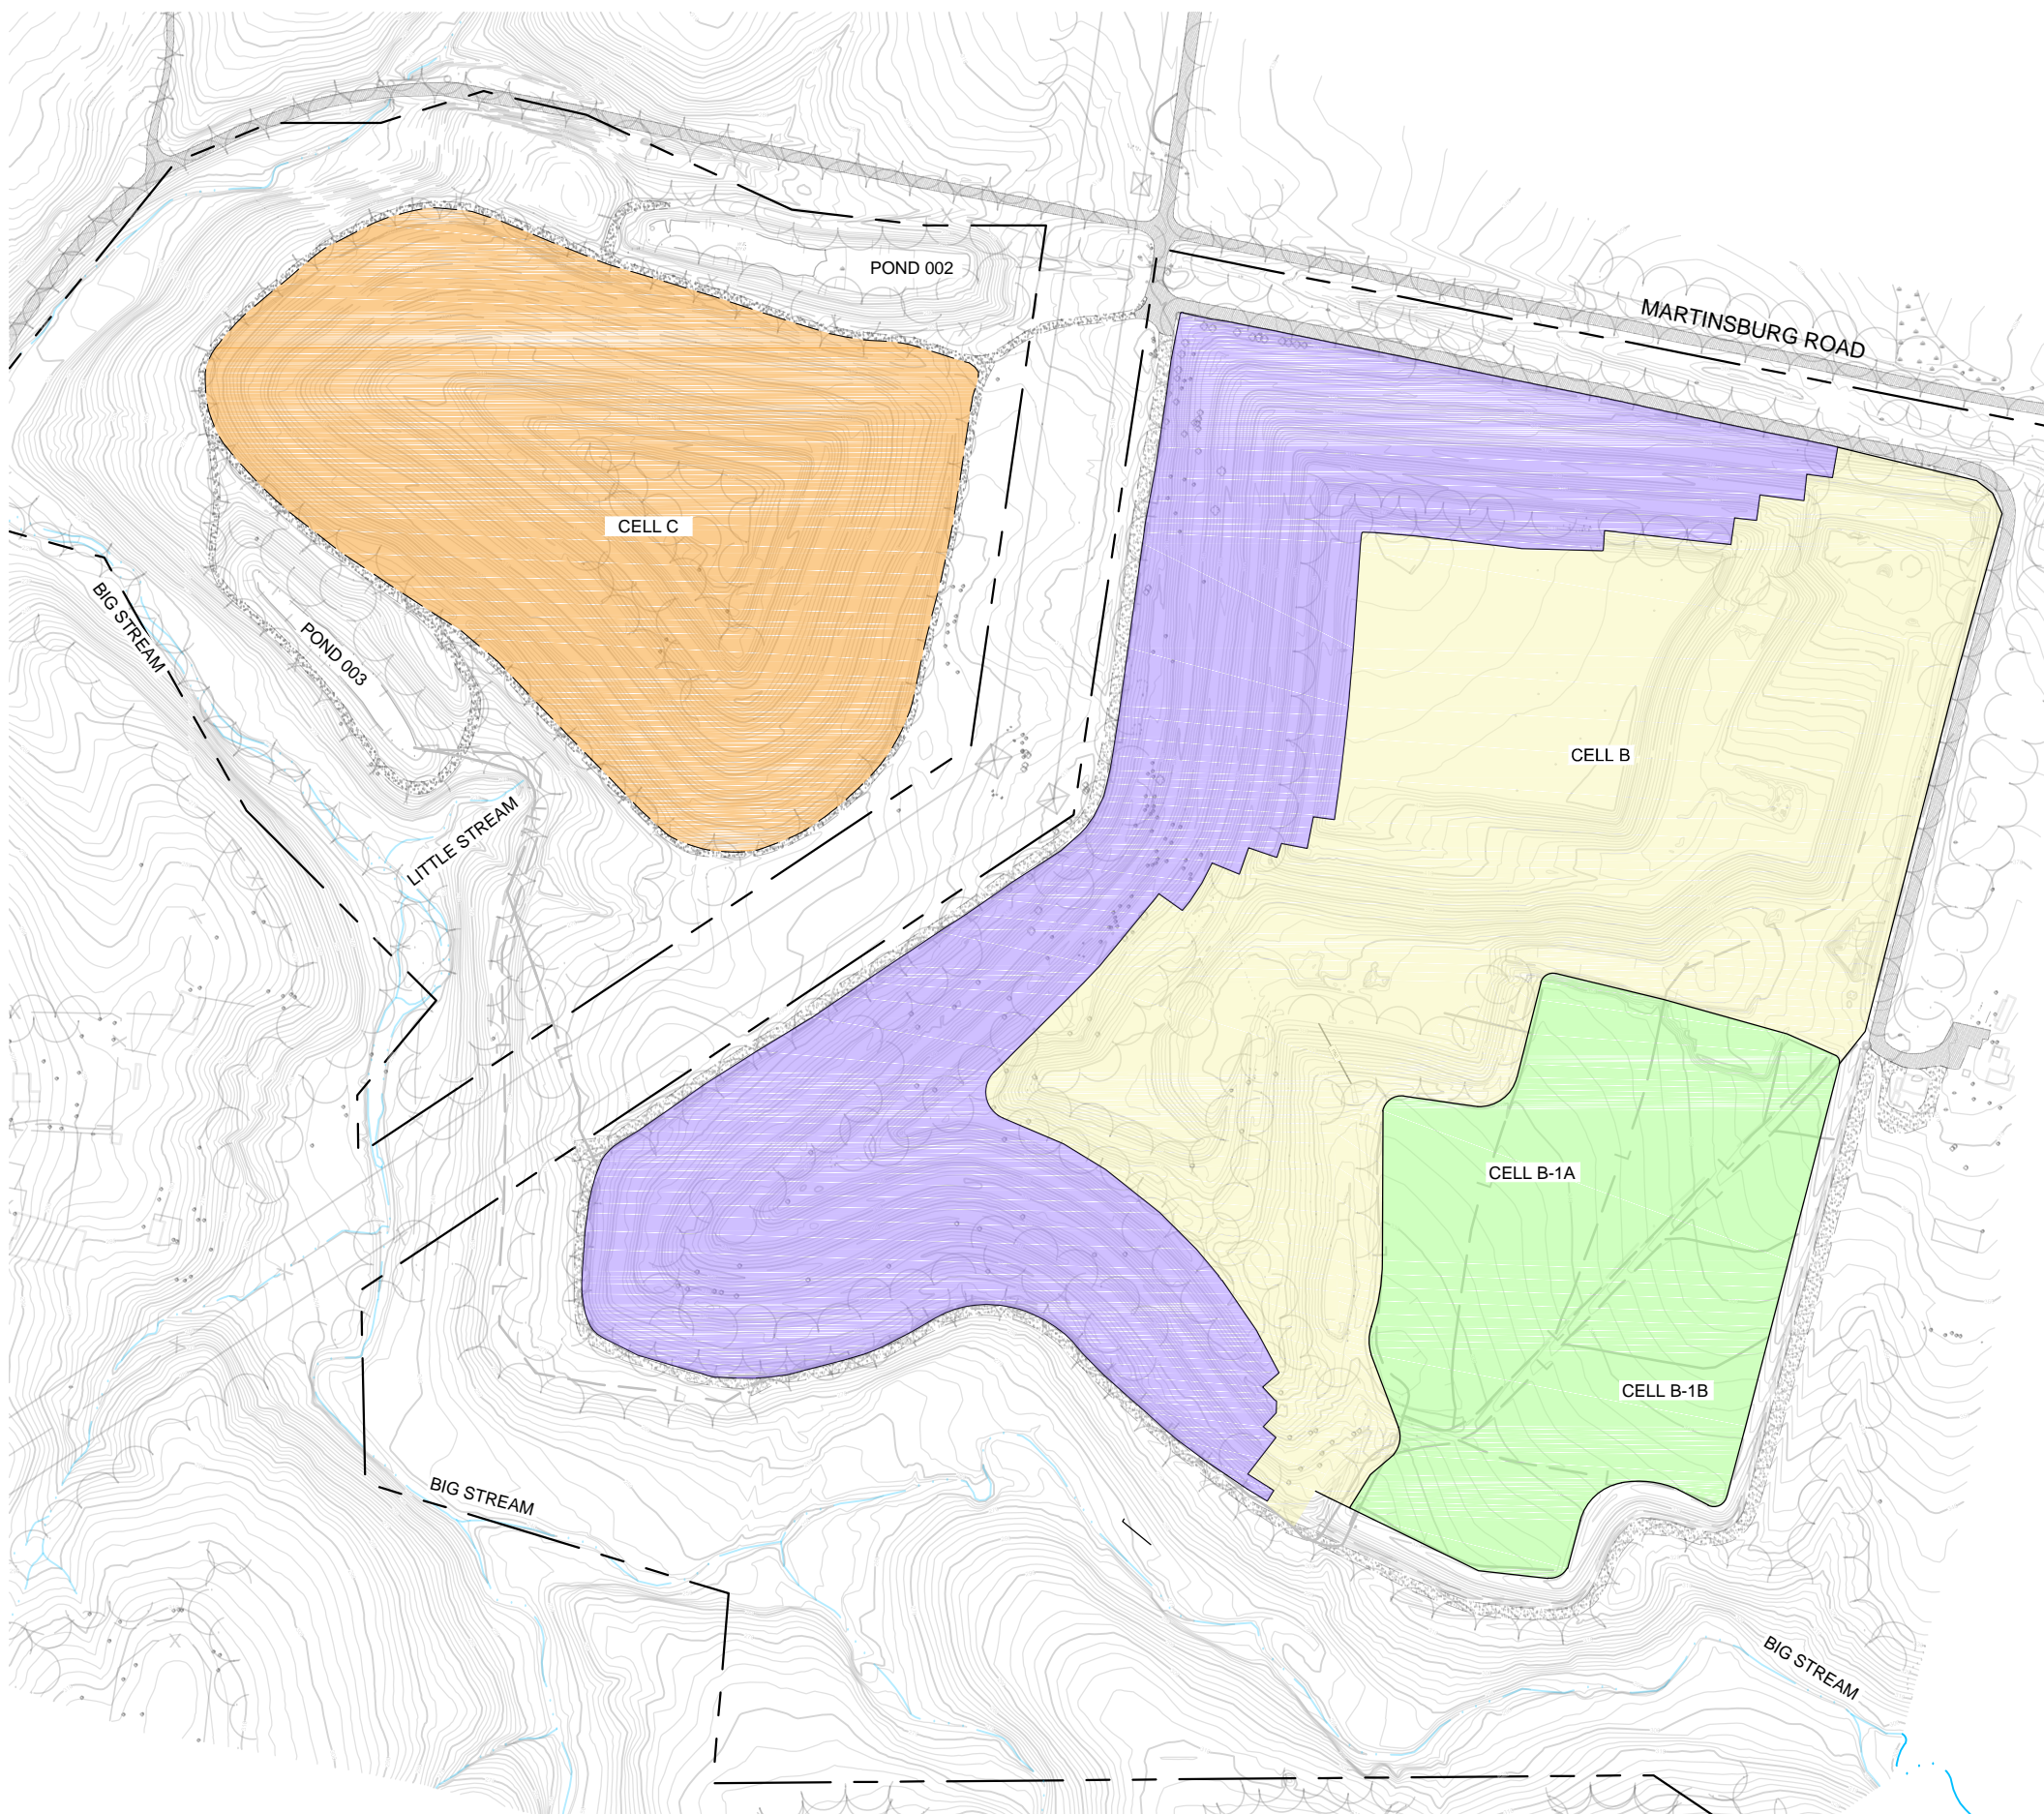 POND 002
MARTINSBURG ROAD
CELL C
BIG STREAM
POND 003
CELL B
LITTLE STREAM
CELL B-1A
CELL B-1B
BIG STREAM
BIG STREAM